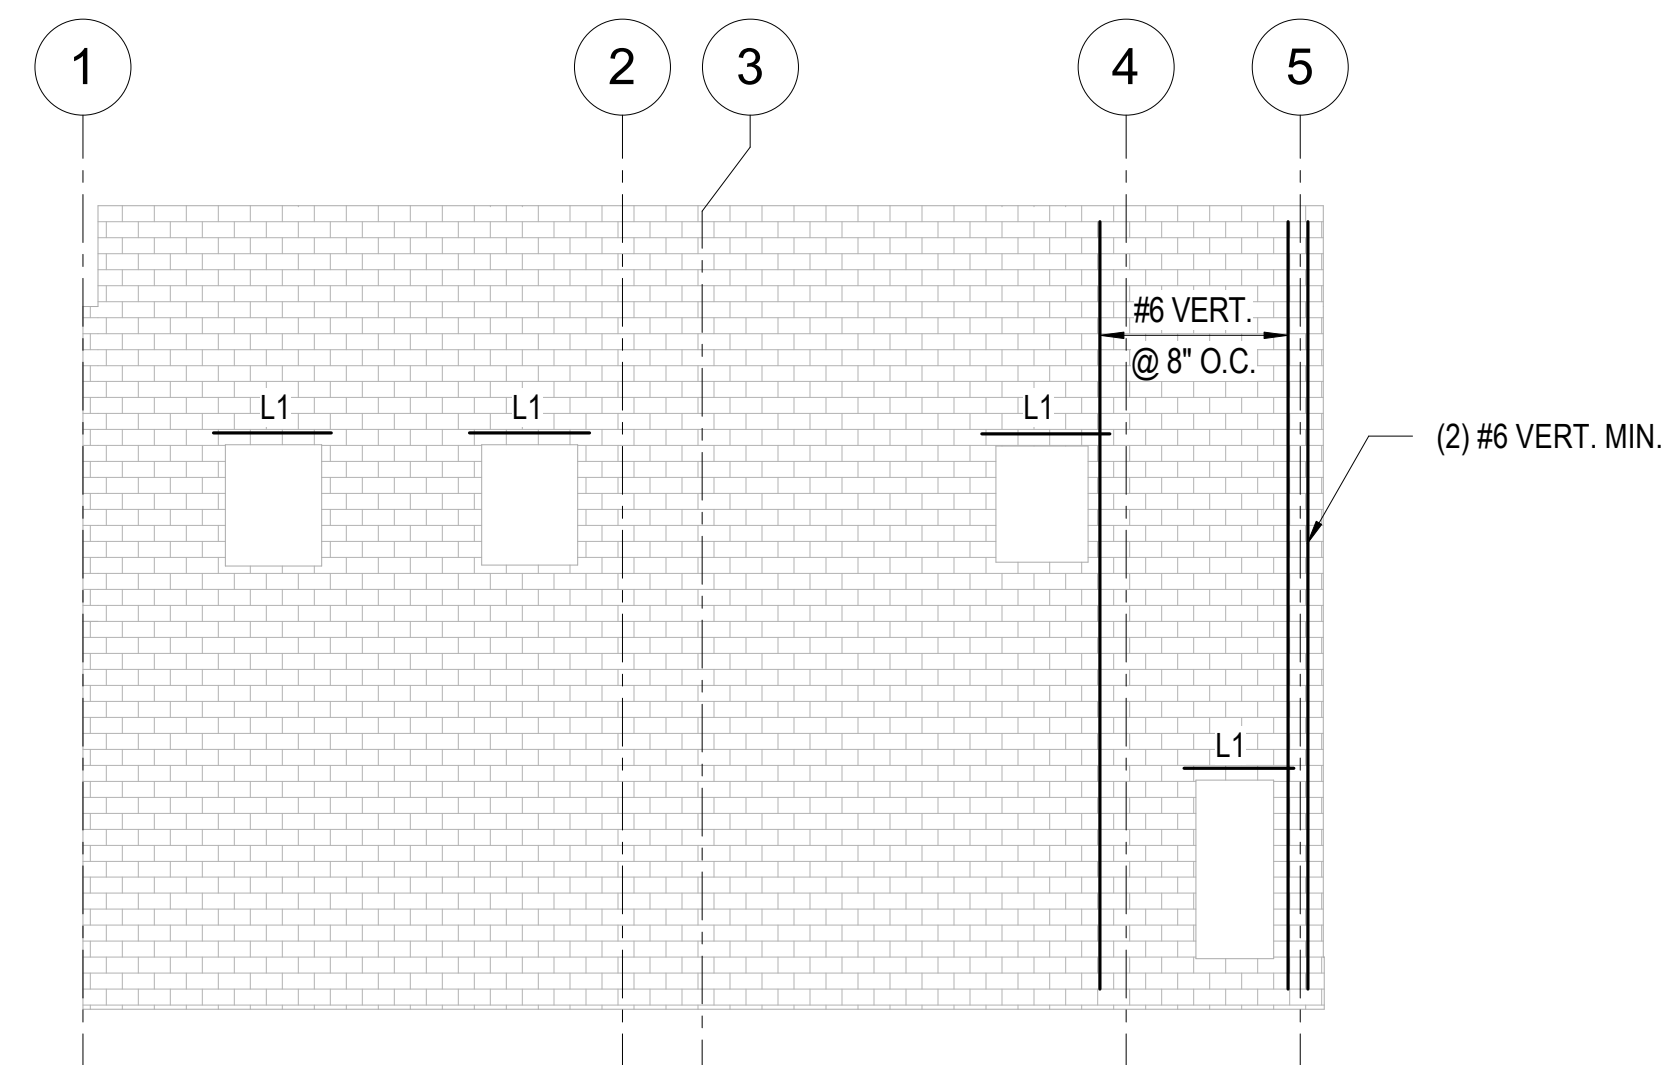 1
2
3
4
5
#6 VERT.
@ 8" O.C.
L1
L1
L1
(2) #6 VERT. MIN.
L1